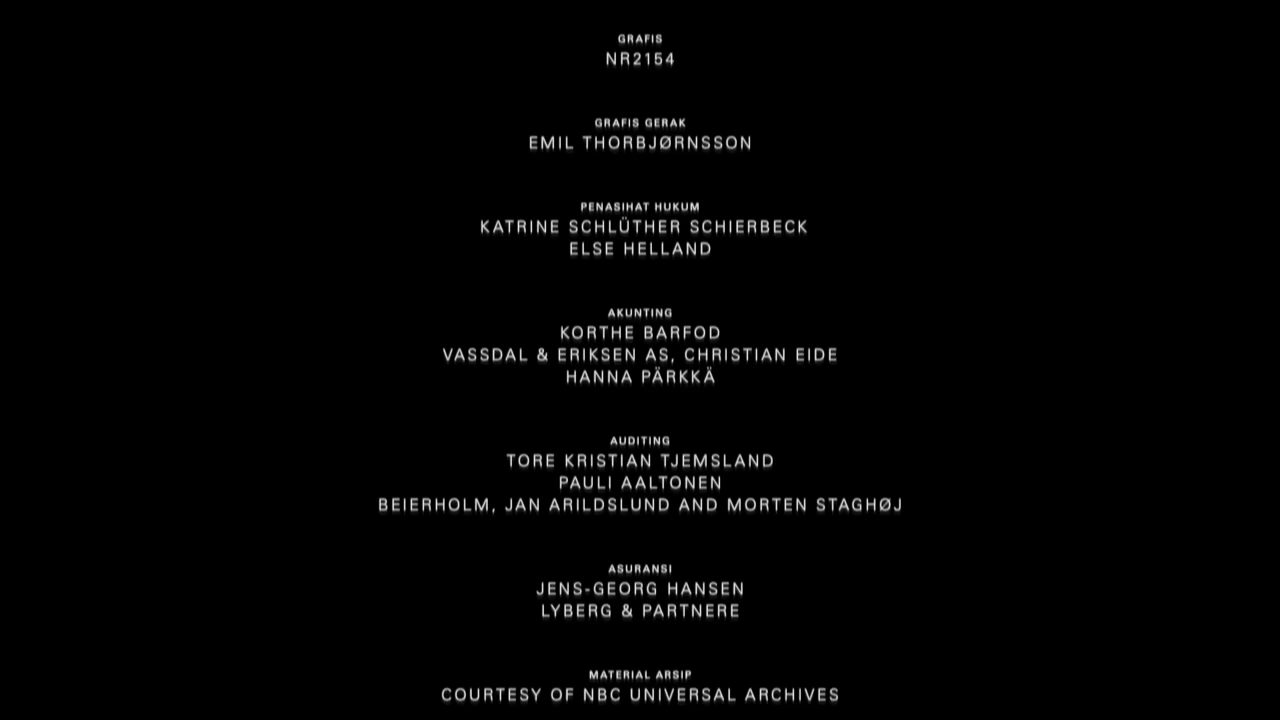 GRAFIS
NR2154
GRAFIS GERAK
EMIL THORBJØRNSSON
PENASIHAT HUKUM
KATRINE SCHLÜTHER SCHIERBECK
ELSE HELLAND
AKUNTING
KORTHE BARFOD
VASSDAL & ERIKSEN AS, CHRISTIAN EIDE
HANNA PÄRKKÄ
AUDITING
TORE KRISTIAN TJEMSLAND
PAULI AALTONEN
BEIERHOLM, JAN ARILDSLUND AND MORTEN STAGHØJ
ASURANSI
JENS-GEORG HANSEN
LYBERG & PARTNERE
MATERIAL ARSIP
COURTESY OF NBC UNIVERSAL ARCHIVES